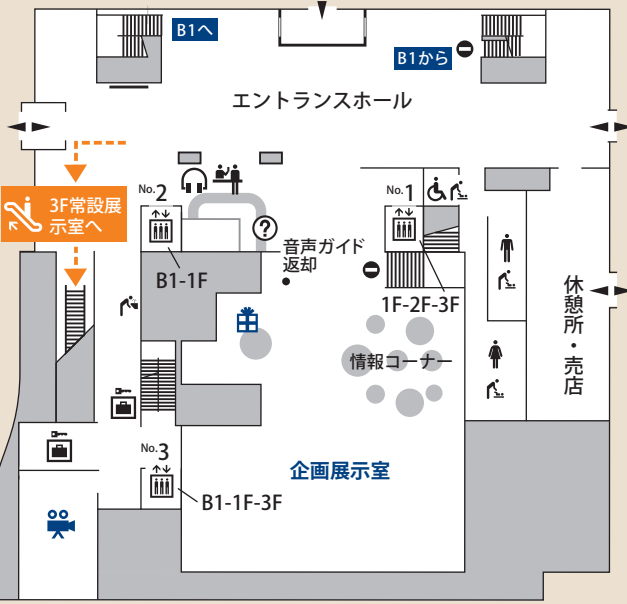 B1へ
B1から
エントランスホール
3F常設展
示室へ
No.2
B1-1F
?
音声ガイド
返却
No.1
1F-2F-3F
休憩所・売店
情報コーナー
No.3
B1-1F-3F
企画展示室